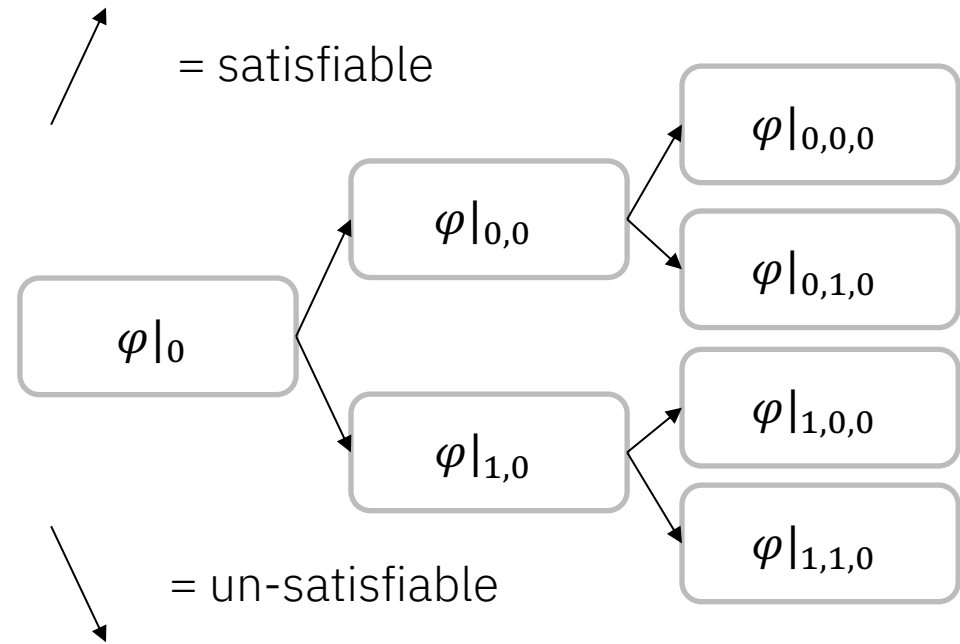 = satisfiable
φ|0,0,0
φ|0,0
φ|0,1,0
φ|0
φ|1,0,0
φ|1,0
φ|1,1,0
= un-satisfiable